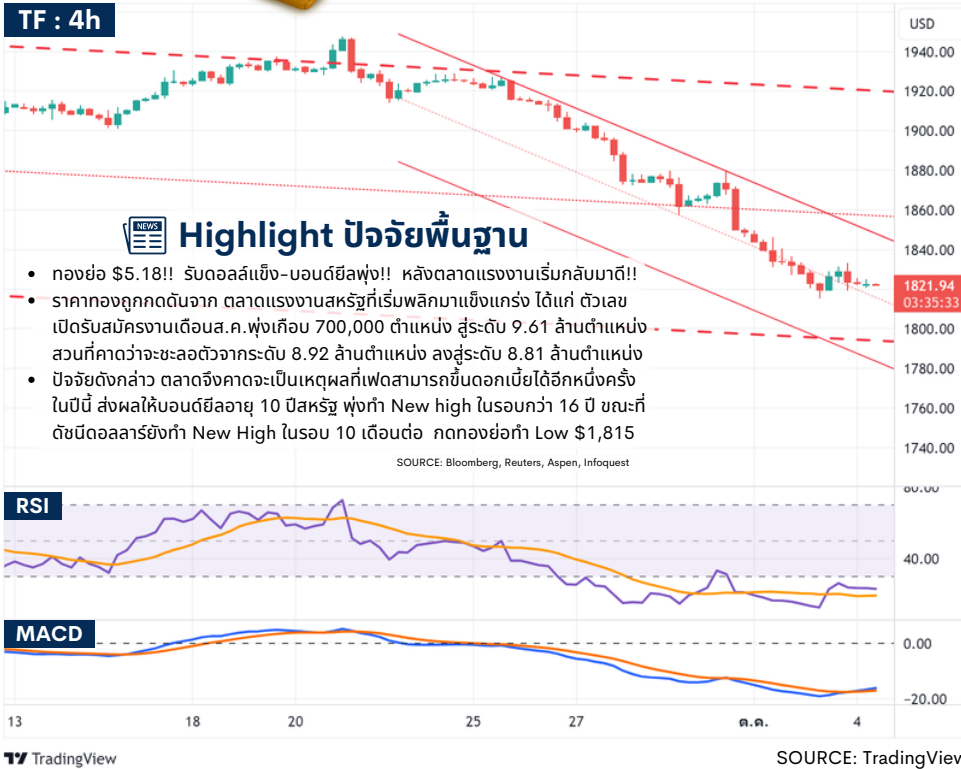 TF : 4h
USD
1940.00
1920.00
1900.00
1880.00
1860.00
1840.00
1821.94
03:35:33
1800.00
1780.00
1760.00
1740.00
NEWS
Highlight ปัจจัยพื้นฐาน
• ทองย่อ $5.18!! รับดอลล์แข็ง-บอนด์ยีลพุ่ง!! หลังตลาดแรงงานเริ่มกลับมาดี!!
• ราคาทองถูกกดดันจาก ตลาดแรงงานสหรัฐที่เริ่มพลิกมาแข็งแกร่ง ได้แก่ ตัวเลข
เปิดรับสมัครงานเดือนส.ค.พุ่งเกือบ 700,000 ตำแหน่ง สู่ระดับ 9.61 ล้านตำแหน่ง
สวนที่คาดว่าจะชะลอตัวจากระดับ 8.92 ล้านตำแหน่ง ลงสู่ระดับ 8.81 ล้านตำแหน่ง
• ปัจจัยดังกล่าว ตลาดจึงคาดจะเป็นเหตุผลที่เฟดสามารถขึ้นดอกเบี้ยได้อีกหนึ่งครั้ง
ในปีนี้ ส่งผลให้บอนด์ยีลอายุ 10 ปีสหรัฐ พุ่งทำ New high ในรอบกว่า 16 ปี ขณะที่
ดัชนีดอลลาร์ยังทำ New High ในรอบ 10 เดือนต่อ กดทองย่อทำ Low $1,815
SOURCE: Bloomberg, Reuters, Aspen, Infoquest
RSI
80.00
40.00
MACD
0.00
-20.00
13
18
20
25
27
ต.ค.
4
TradingView
SOURCE: TradingView